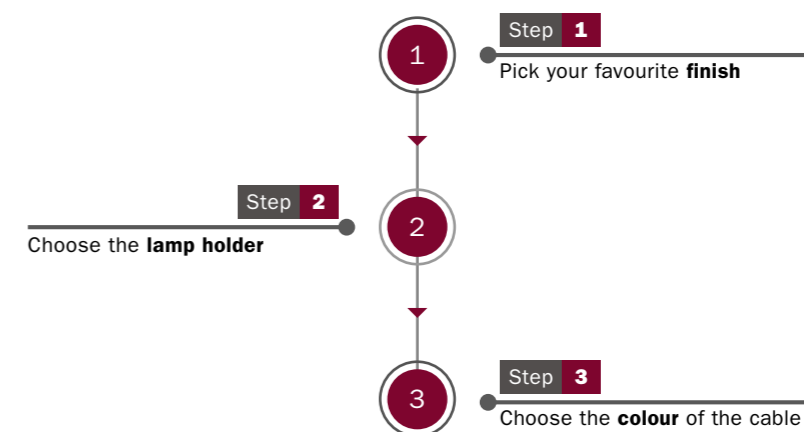 1
Step 1
Pick your favourite finish
Step 2
2
Choose the lamp holder
3
Step 3
Choose the colour of the cable